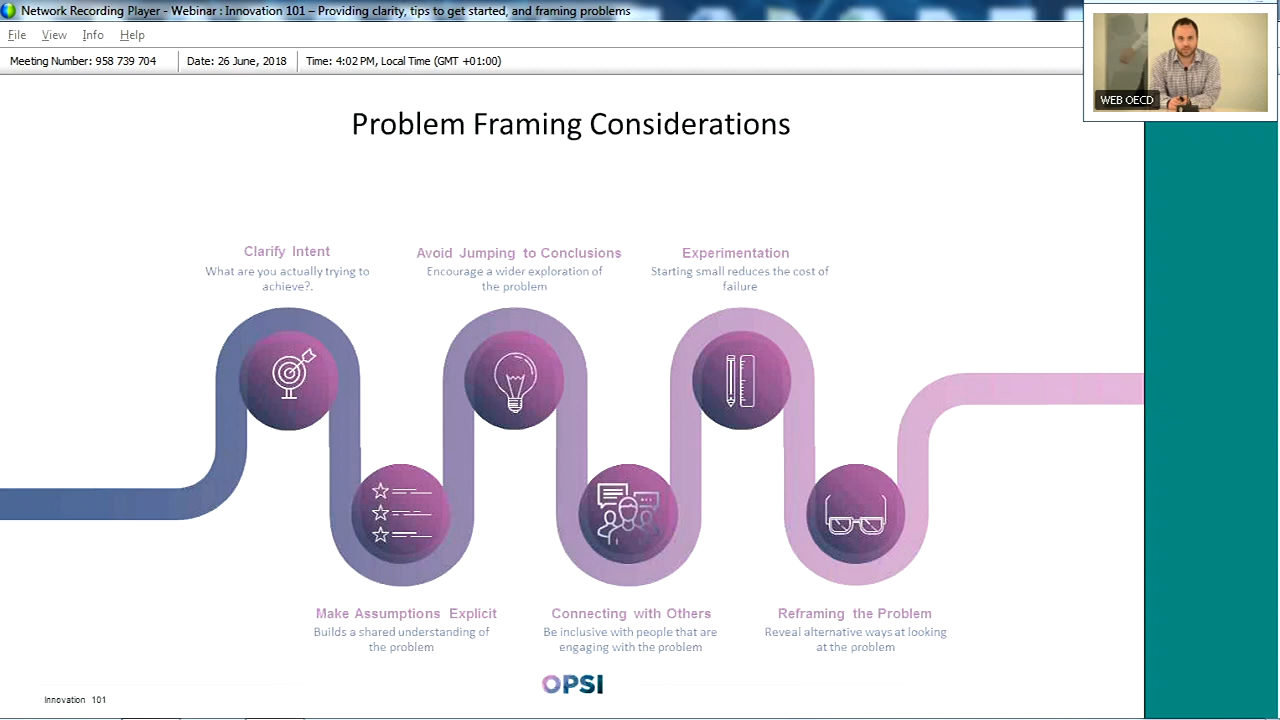 Network Recording Player - Webinar : Innovation 101 – Providing clarity, tips to get started, and framing problems
File View Info Help
Meeting Number: 958 739 704 Date: 26 June, 2018 Time: 4:02 PM, Local Time (GMT +01:00)
WEB OECD
Problem Framing Considerations
Clarify Intent
What are you actually trying to
achieve?.
Avoid Jumping to Conclusions
Encourage a wider exploration of
the problem
Experimentation
Starting small reduces the cost of
failure
Make Assumptions Explicit
Builds a shared understanding of
the problem
Connecting with Others
Be inclusive with people that are
engaging with the problem
Reframing the Problem
Reveal alternative ways at looking
at the problem
OPSI
Innovation 101